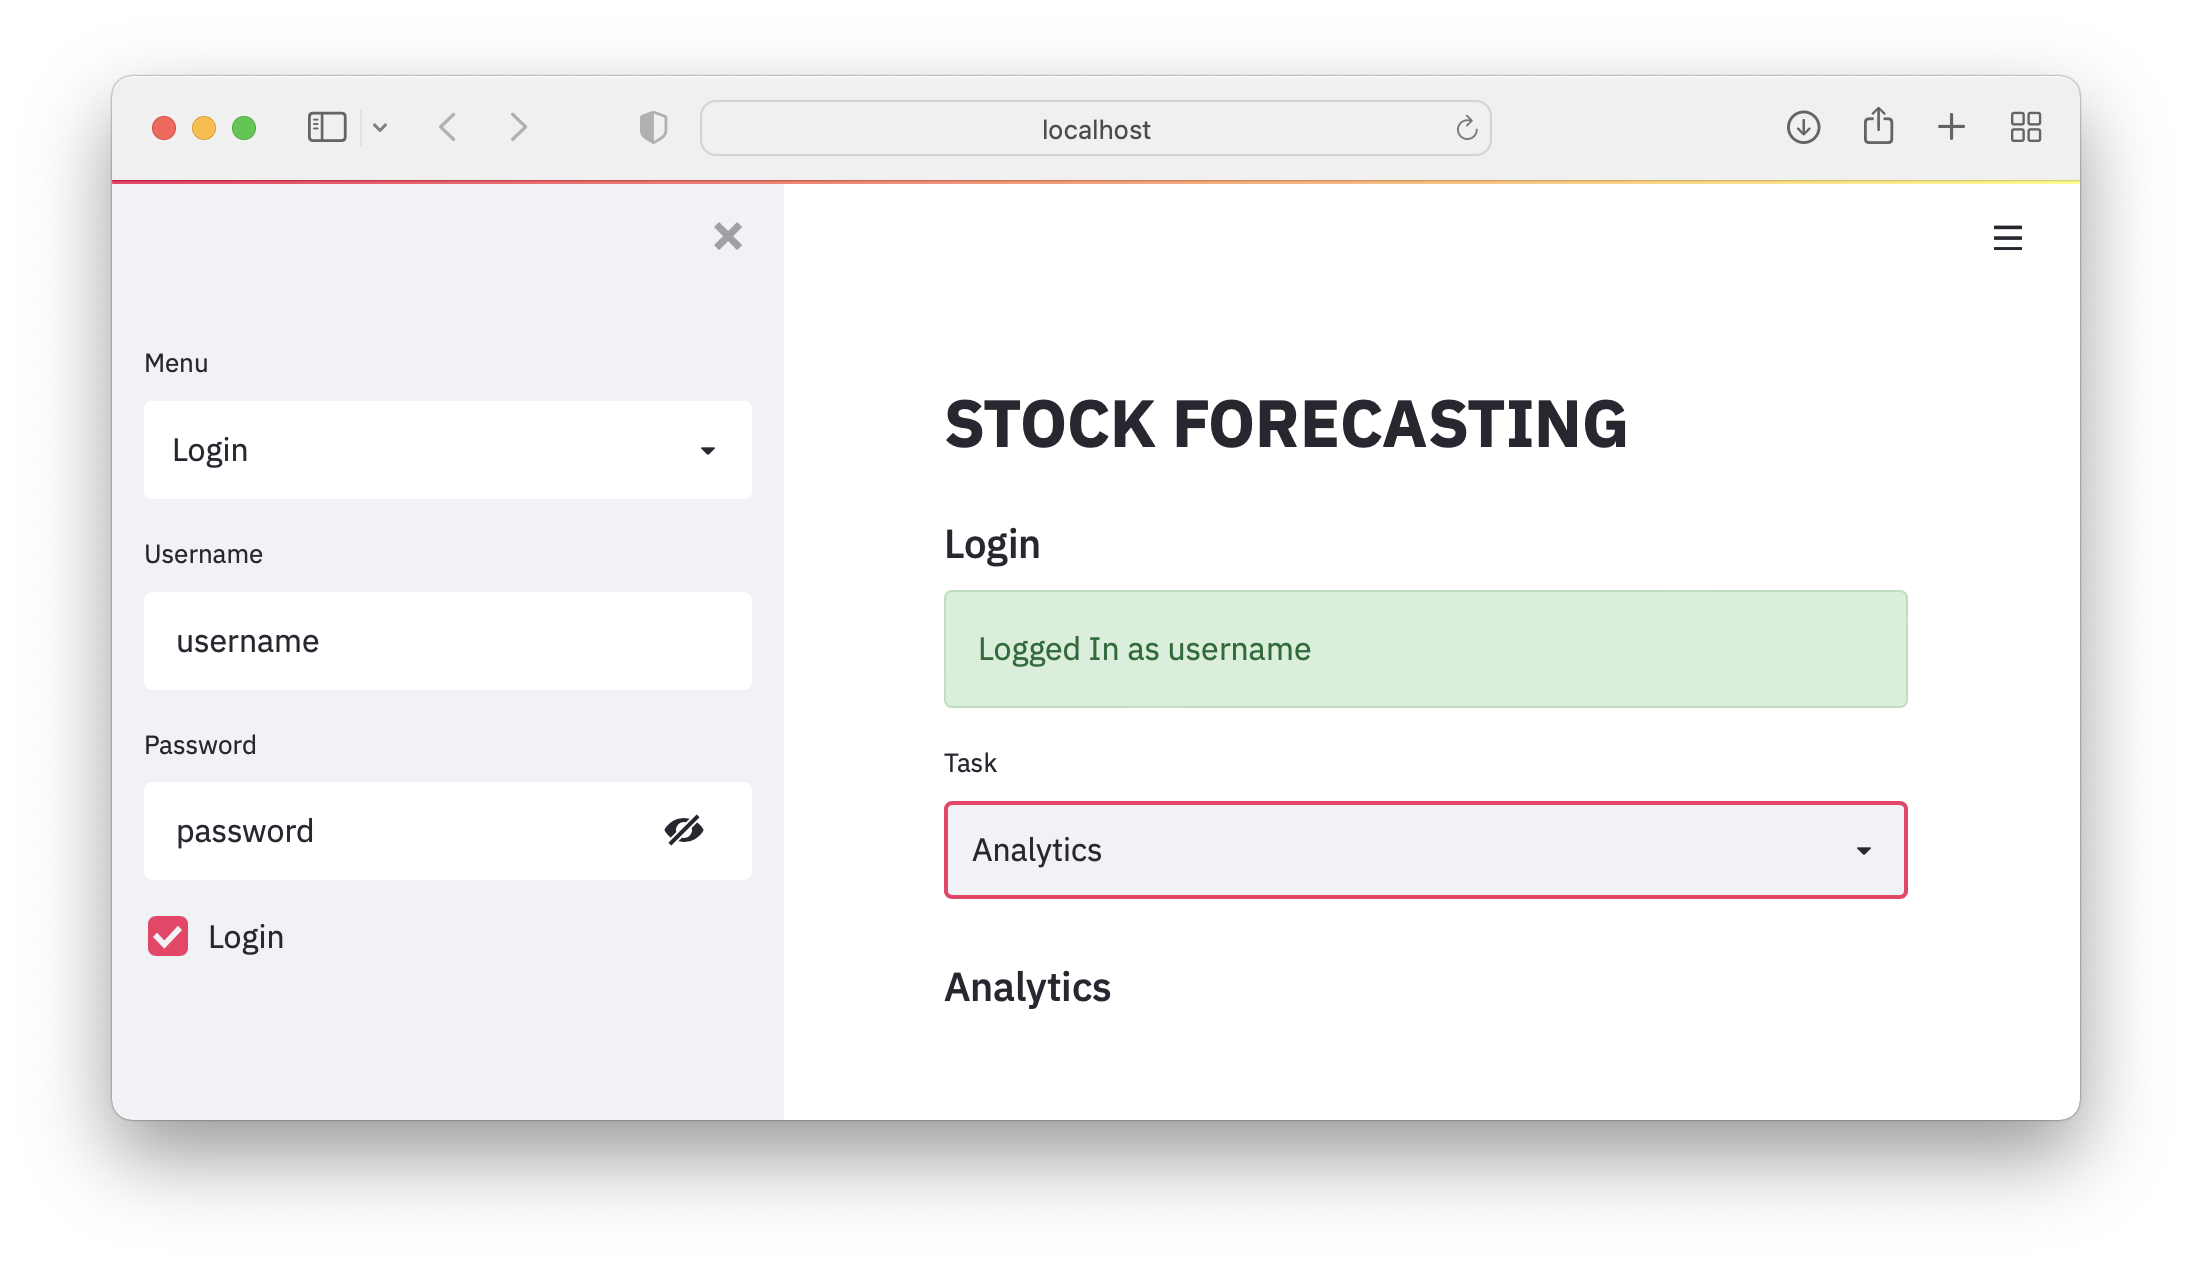 localhost
Menu
Login
Username
username
Password
password
Login
STOCK FORECASTING
Login
Logged In as username
Task
Analytics
Analytics